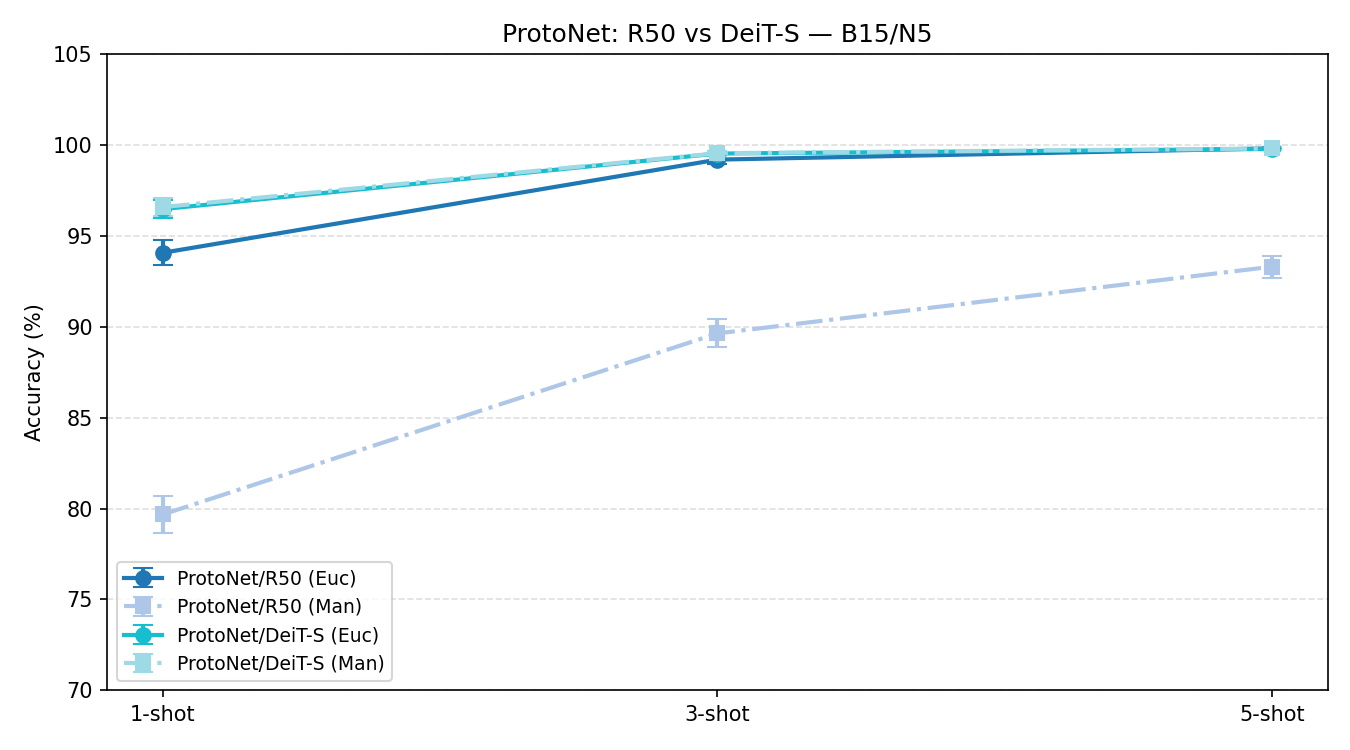 ProtoNet: R50 vs DeiT-S — B15/N5
105
100
95
90
85
80
75
70
Accuracy (%)
ProtoNet/R50 (Euc)
ProtoNet/R50 (Man)
ProtoNet/DeiT-S (Euc)
ProtoNet/DeiT-S (Man)
1-shot
3-shot
5-shot